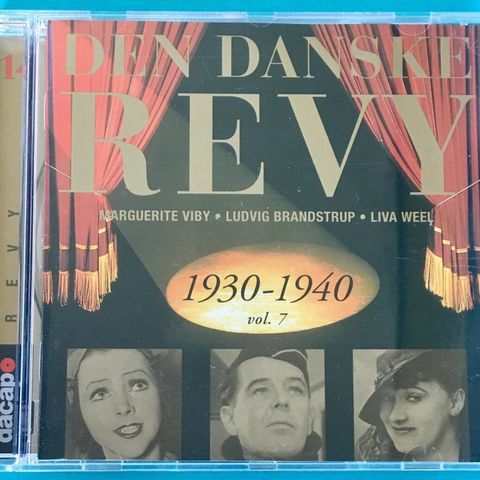 DEN DANSKE
REVY
MARGUERITE VIBY • LUDVIG BRANDSTRUP • LIVA WEEL
1930-1940
vol. 7
14
REVY
dacapo